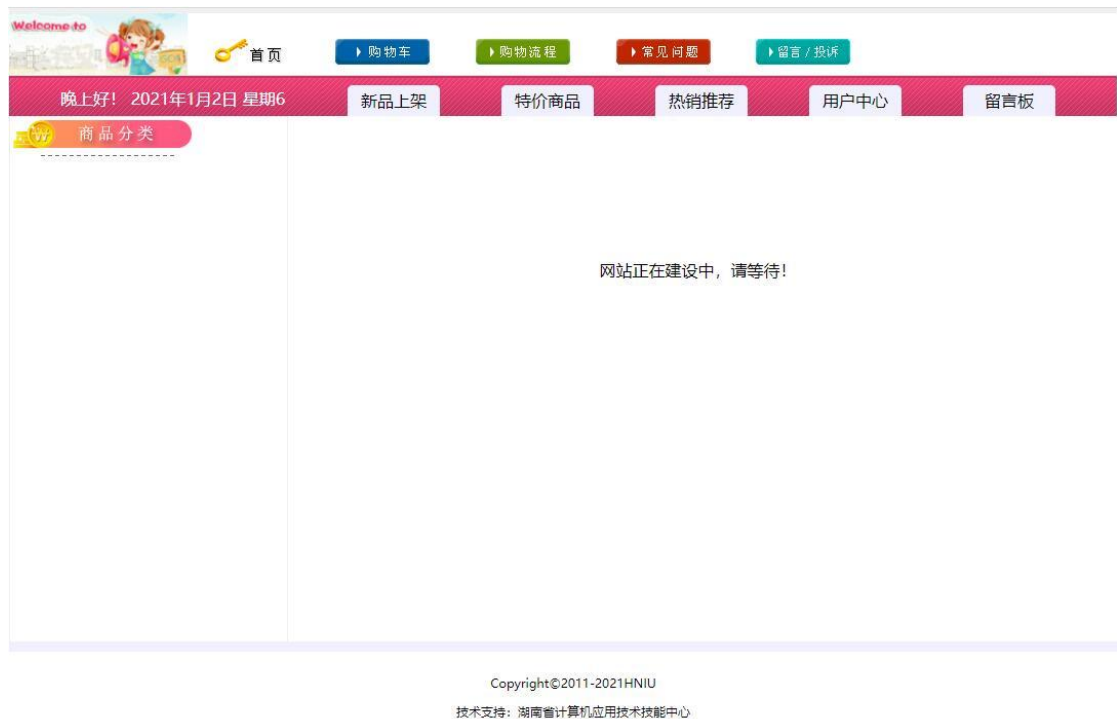 Welcome to
首页
购物车
购物流程
常见问题
留言/投诉
晚上好! 2021年1月2日 星期6
新品上架
特价商品
热销推荐
用户中心
留言板
商品分类
网站正在建设中，请等待!
Copyright©2011-2021HNIU
技术支持：湖南省计算机应用技术技能中心